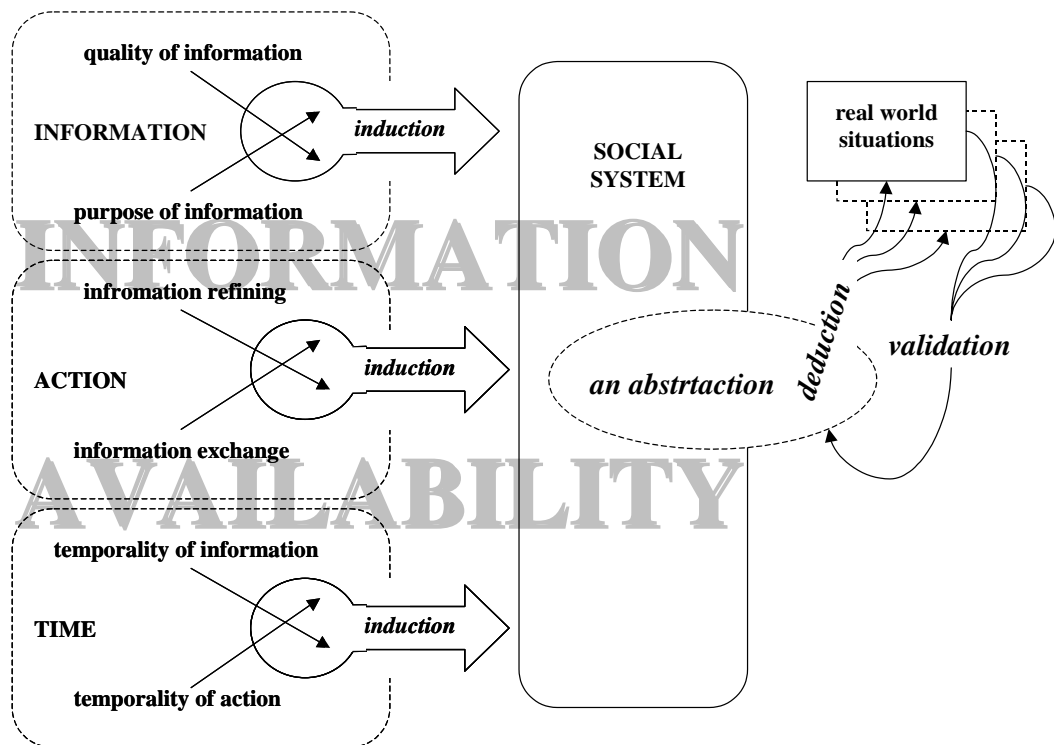 quality of information
INFORMATION
induction
purpose of information
INFORMATION
infromation refining
ACTION
induction
information exchange
AVAILABILITY
temporality of information
TIME
induction
temporality of action
SOCIAL
SYSTEM
an abstrtaction
deduction
real world
situations
validation